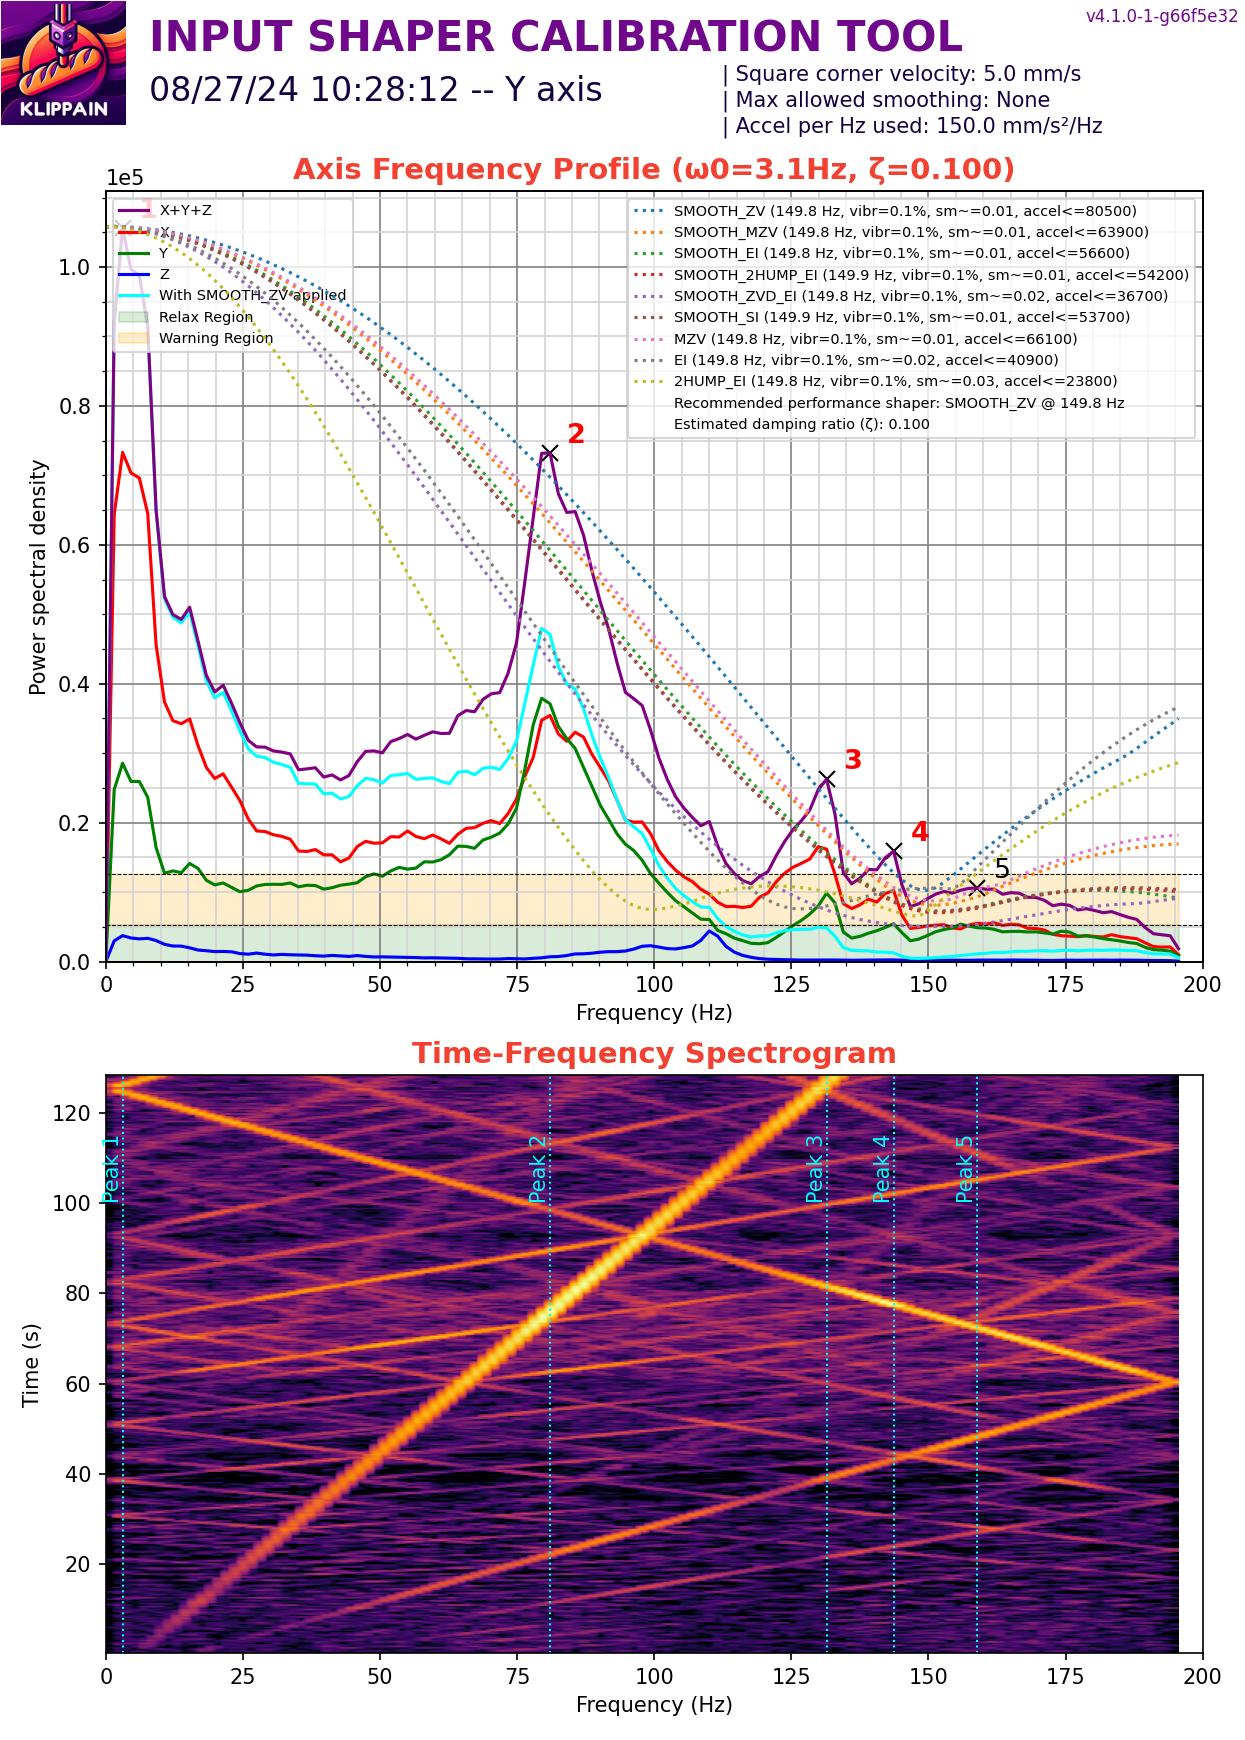 v4.1.0-1-g66f5e32
INPUT SHAPER CALIBRATION TOOL
08/27/24 10:28:12 -- Y axis
| Square corner velocity: 5.0 mm/s
| Max allowed smoothing: None
| Accel per Hz used: 150.0 mm/s²/Hz
KLIPPAIN
Axis Frequency Profile (ω0=3.1Hz, ζ=0.100)
1e5
X+Y+Z
X
Y
Z
With SMOOTH_ZV applied
Relax Region
Warning Region
SMOOTH_ZV (149.8 Hz, vibr=0.1%, sm~=0.01, accel<=80500)
SMOOTH_MZV (149.8 Hz, vibr=0.1%, sm~=0.01, accel<=63900)
SMOOTH_EI (149.8 Hz, vibr=0.1%, sm~=0.01, accel<=56600)
SMOOTH_2HUMP_EI (149.9 Hz, vibr=0.1%, sm~=0.01, accel<=54200)
SMOOTH_ZVD_EI (149.8 Hz, vibr=0.1%, sm~=0.02, accel<=36700)
SMOOTH_SI (149.9 Hz, vibr=0.1%, sm~=0.01, accel<=53700)
MZV (149.8 Hz, vibr=0.1%, sm~=0.01, accel<=66100)
EI (149.8 Hz, vibr=0.1%, sm~=0.02, accel<=40900)
2HUMP_EI (149.8 Hz, vibr=0.1%, sm~=0.03, accel<=23800)
Recommended performance shaper: SMOOTH_ZV @ 149.8 Hz
Estimated damping ratio (ζ): 0.100
1
2
3
4
5
Power spectral density
1.0
0.8
0.6
0.4
0.2
0.0
0 25 50 75 100 125 150 175 200
Frequency (Hz)
Time-Frequency Spectrogram
Time (s)
120
100
80
60
40
20
Peak 1
Peak 2
Peak 3
Peak 4
Peak 5
0 25 50 75 100 125 150 175 200
Frequency (Hz)